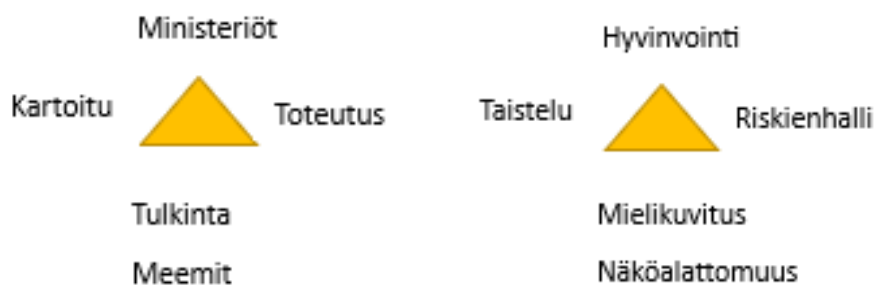 Ministeriöt
Kartoitu
Toteutus
Tulkinta
Meemit
Hyvinvointi
Taistelu
Riskienhalli
Mielikuvitus
Näköalattomuus